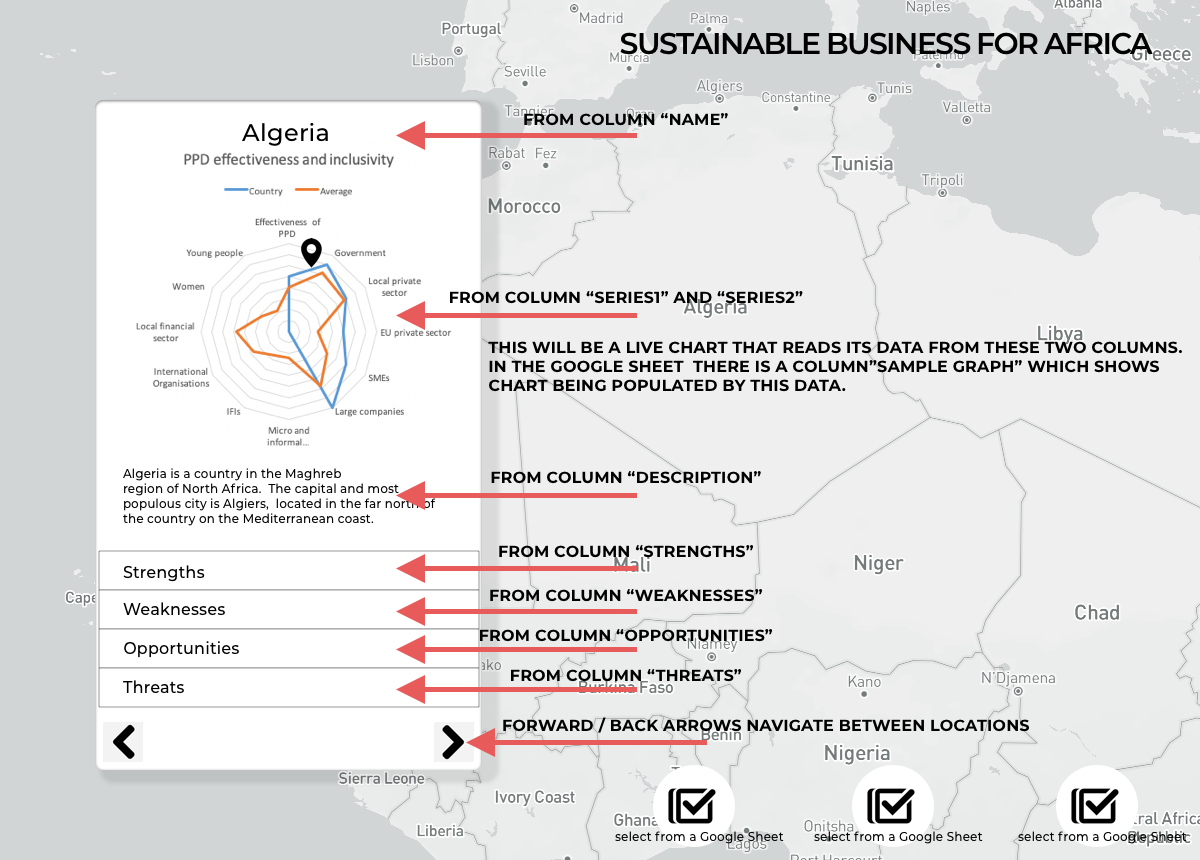 Madrid
Naples
Albania
Portugal
Palma
SUSTAINABLE BUSINESS FOR AFRICA
Lisbon
Murcia
Palermo
Greece
Seville
Algiers
Tunis
Constantine
Valletta
Tangier
FROM COLUMN “NAME”
Algeria
PPD effectiveness and inclusivity
Rabat
Fez
Tunisia
Tripoli
Country
Average
Morocco
Effectiveness of
PPD
Young people
Government
Women
Local private
sector
FROM COLUMN “SERIES1” AND “SERIES2”
Algeria
Local financial
sector
EU private sector
Libya
THIS WILL BE A LIVE CHART THAT READS ITS DATA FROM THESE TWO COLUMNS.
IN THE GOOGLE SHEET THERE IS A COLUMN”SAMPLE GRAPH” WHICH SHOWS
CHART BEING POPULATED BY THIS DATA.
International
Organisations
SMEs
IFIs
Large companies
Micro and
informal...
Algeria is a country in the Maghreb
region of North Africa. The capital and most
populous city is Algiers, located in the far north of
the country on the Mediterranean coast.
FROM COLUMN “DESCRIPTION”
FROM COLUMN “STRENGTHS”
Mali
Niger
Strengths
FROM COLUMN “WEAKNESSES”
Cape
Weaknesses
Chad
FROM COLUMN “OPPORTUNITIES”
Niamey
Opportunities
ako
FROM COLUMN “THREATS”
Threats
Burkina Faso
Kano
N'Djamena
FORWARD / BACK ARROWS NAVIGATE BETWEEN LOCATIONS
Benin
Nigeria
Sierra Leone
Ivory Coast
Ghana
Onitsha
ral Africa
Liberia
select from a Google Sheet
select from a Google Sheet
select from a Google Sheet
Republic
Lagos
Port Harcourt